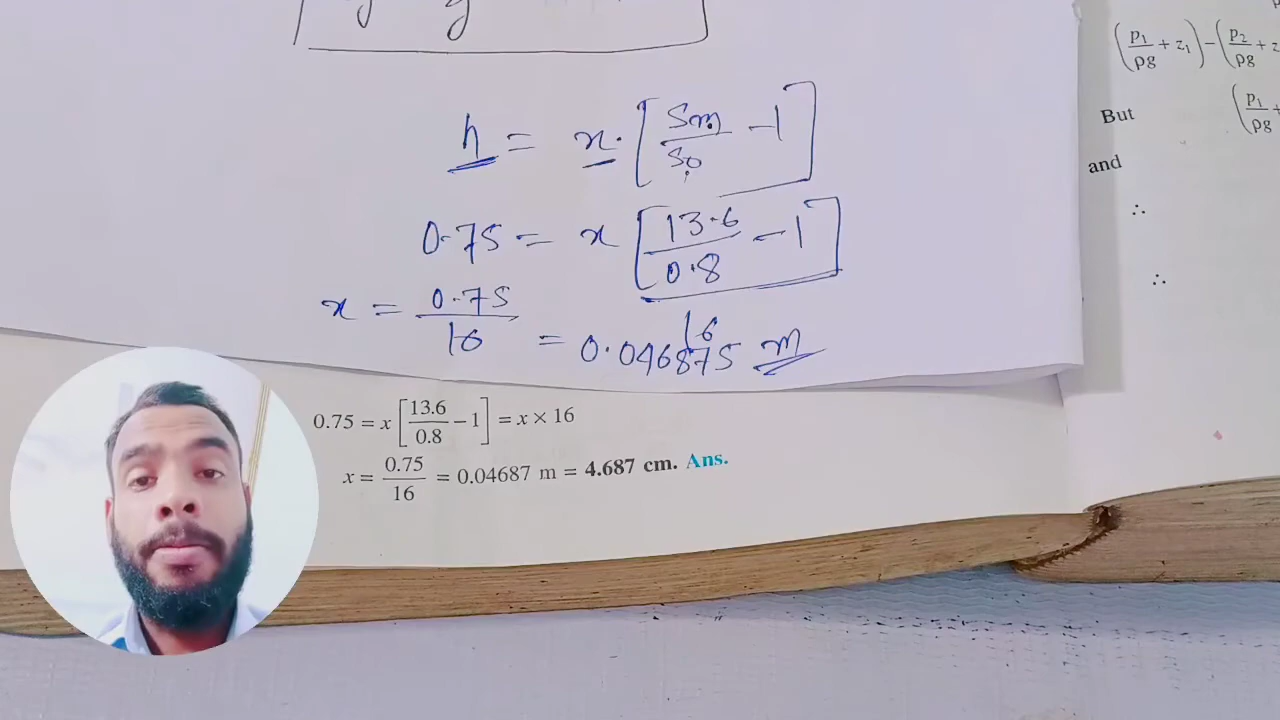 h = x. [Sm/So - 1]
0.75 = x [13.6/0.8 - 1]
16
x = 0.75/16 = 0.046875 m
0.75 = x [13.6/0.8 - 1] = x × 16
x = 0.75/16 = 0.04687 m = 4.687 cm. Ans.
(p₁/ρg + z₁) - (p₂/ρg + z
But (p₁/ρg +
and
∴
∴